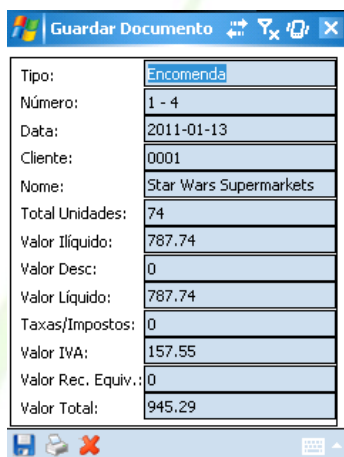 Guardar Documento
Tipo: Encomenda
Número: 1 - 4
Data: 2011-01-13
Cliente: 0001
Nome: Star Wars Supermarkets
Total Unidades: 74
Valor Ilíquido: 787.74
Valor Desc: 0
Valor Líquido: 787.74
Taxas/Impostos: 0
Valor IVA: 157.55
Valor Rec. Equiv.: 0
Valor Total: 945.29